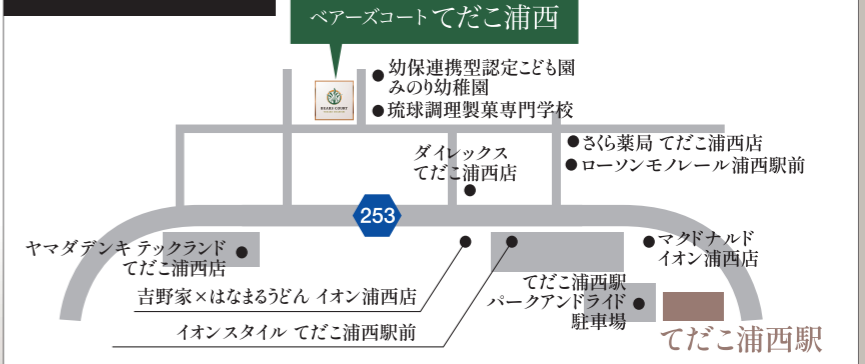 ベアーズコート てだこ浦西
● 幼保連携型認定こども園
みのり幼稚園
● 琉球調理製菓専門学校
● さくら薬局 てだこ浦西店
● ローソンモノレール浦西駅前
ダイレックス
てだこ浦西店
253
ヤマダデンキ テックランド
てだこ浦西店
マクドナルド
イオン浦西店
吉野家×はなまるうどん イオン浦西店
てだこ浦西駅
パークアンドライド
駐車場
イオンスタイル てだこ浦西駅前
てだこ浦西駅